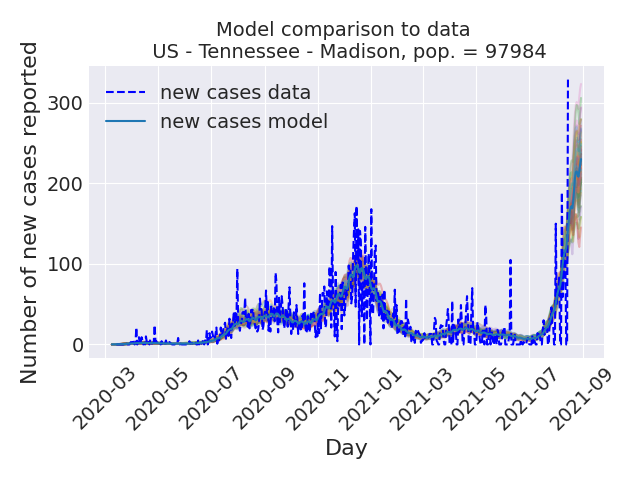 Model comparison to data
US - Tennessee - Madison, pop. = 97984
Number of new cases reported
300
200
100
0
new cases data
new cases model
2020-03
2020-05
2020-07
2020-09
2020-11
2021-01
2021-03
2021-05
2021-07
2021-09
Day